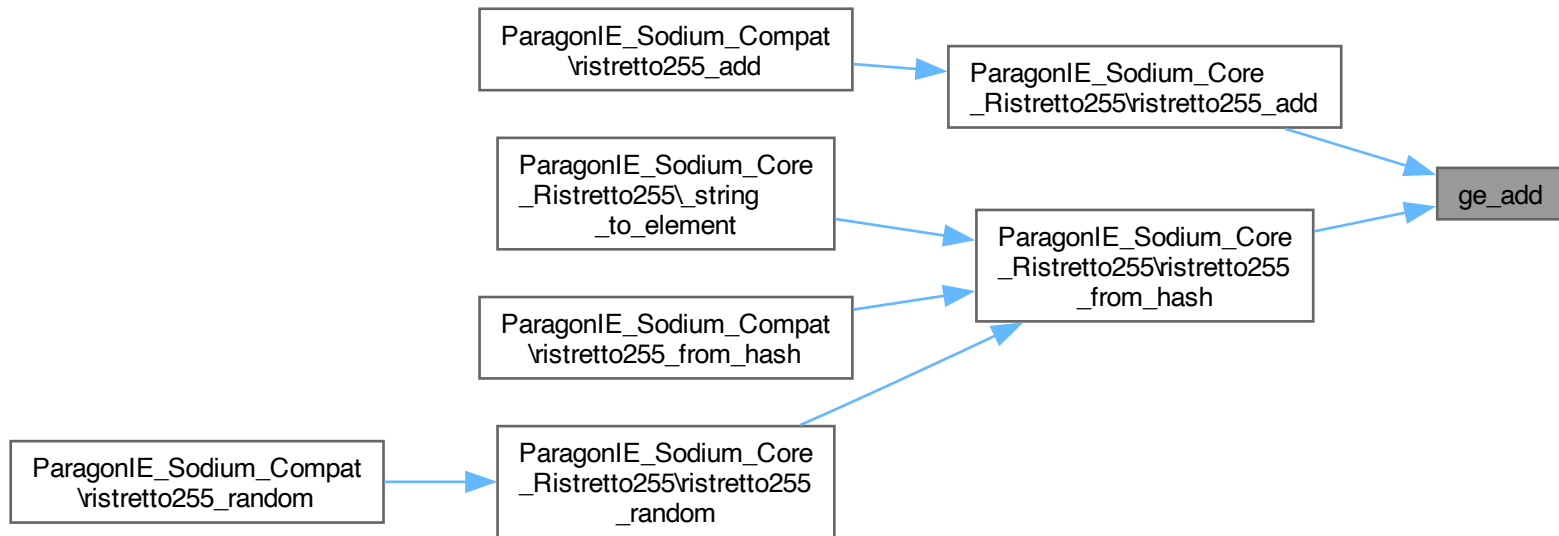 ParagonIE_Sodium_Compat
\ristretto255_add
ParagonIE_Sodium_Core
_Ristretto255\ristretto255_add
ParagonIE_Sodium_Core
_Ristretto255\_string
_to_element
ge_add
ParagonIE_Sodium_Core
_Ristretto255\ristretto255
_from_hash
ParagonIE_Sodium_Compat
\ristretto255_from_hash
ParagonIE_Sodium_Compat
\ristretto255_random
ParagonIE_Sodium_Core
_Ristretto255\ristretto255
_random